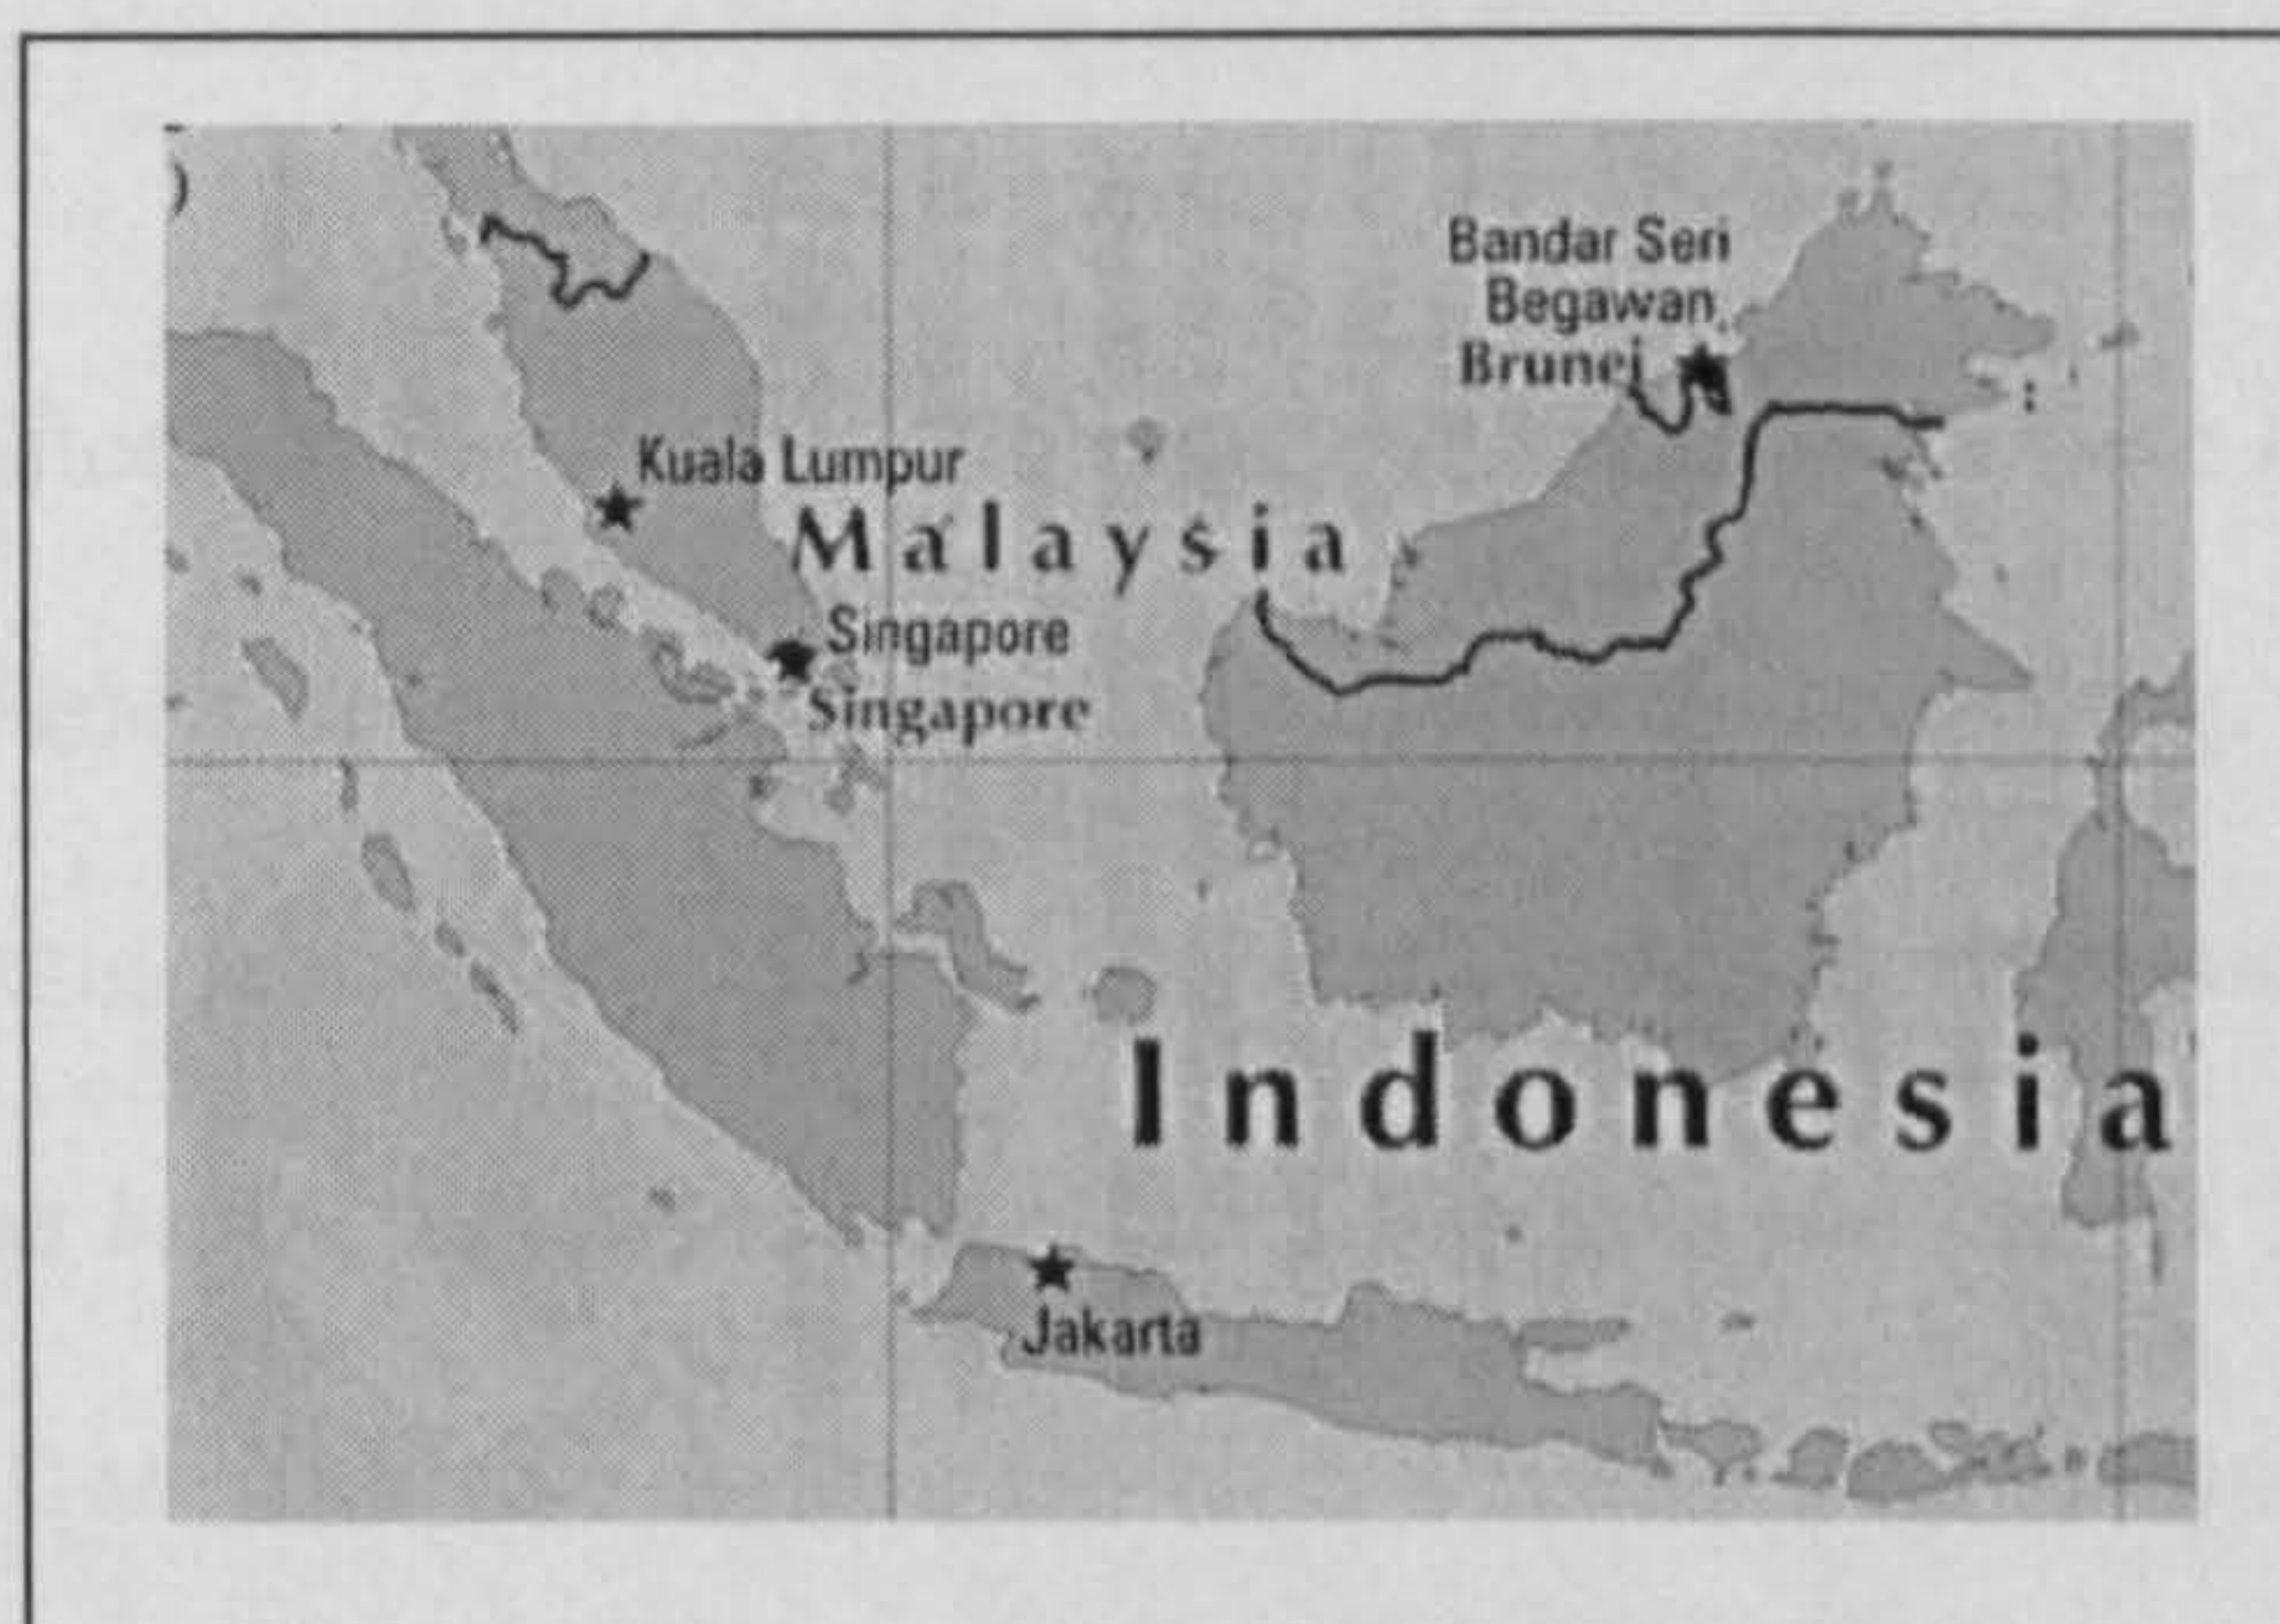 Bandar Seri
Begawan
Brunei
Kuala Lumpur
Malaysia
Singapore
Singapore
Indonesia
Jakarta